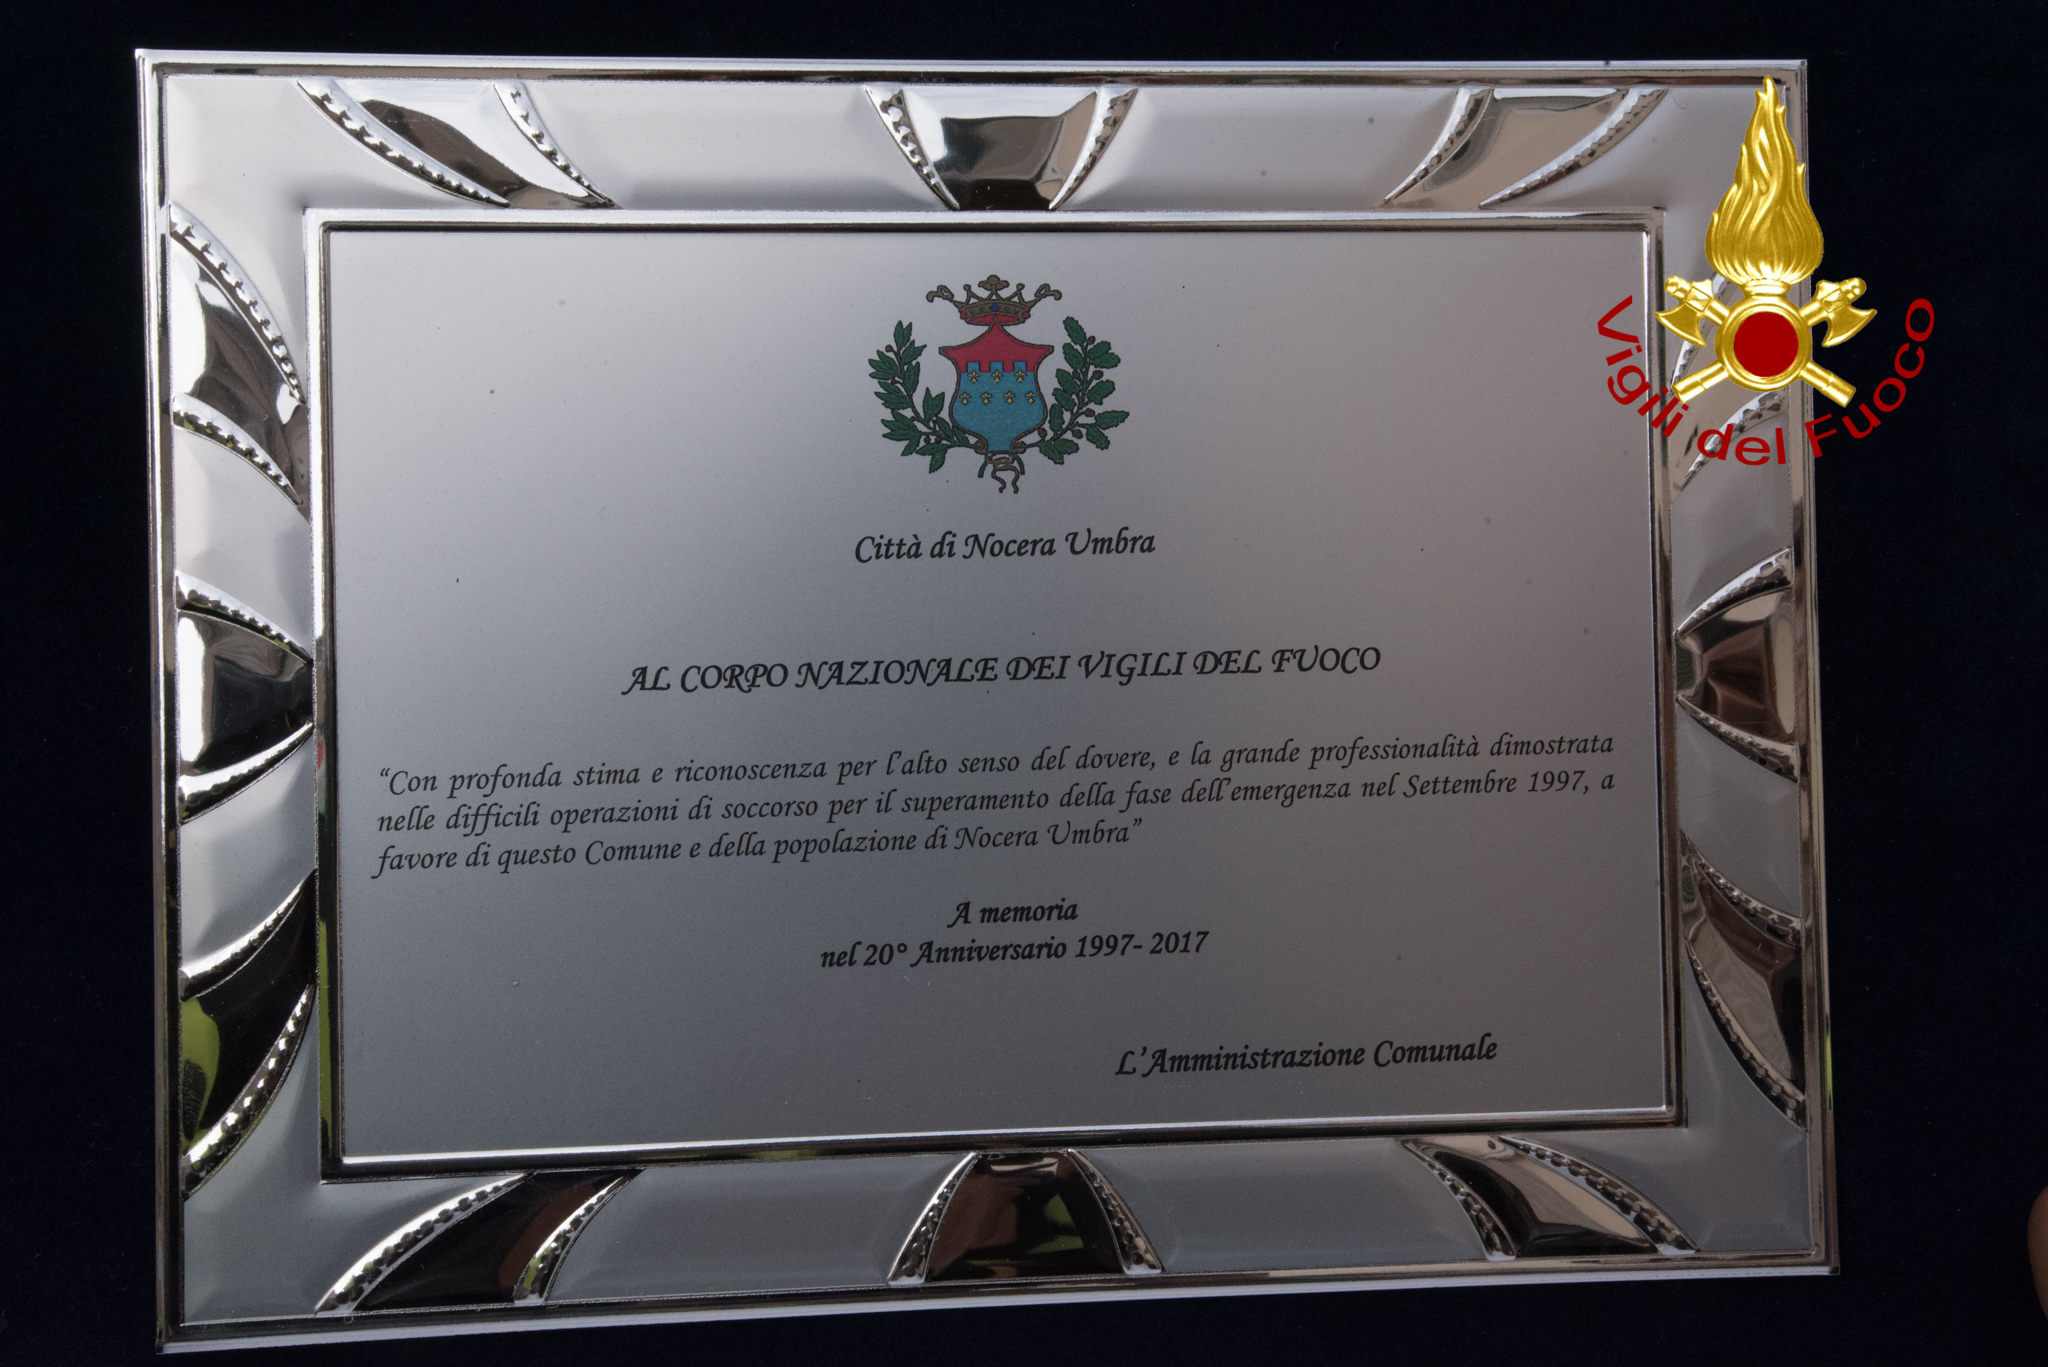 Vigili del Fuoco
Città di Nocera Umbra
AL CORPO NAZIONALE DEI VIGILI DEL FUOCO
“Con profonda stima e riconoscenza per l’alto senso del dovere, e la grande professionalità dimostrata
nelle difficili operazioni di soccorso per il superamento della fase dell’emergenza nel Settembre 1997, a
favore di questo Comune e della popolazione di Nocera Umbra”
A memoria
nel 20° Anniversario 1997- 2017
L’Amministrazione Comunale